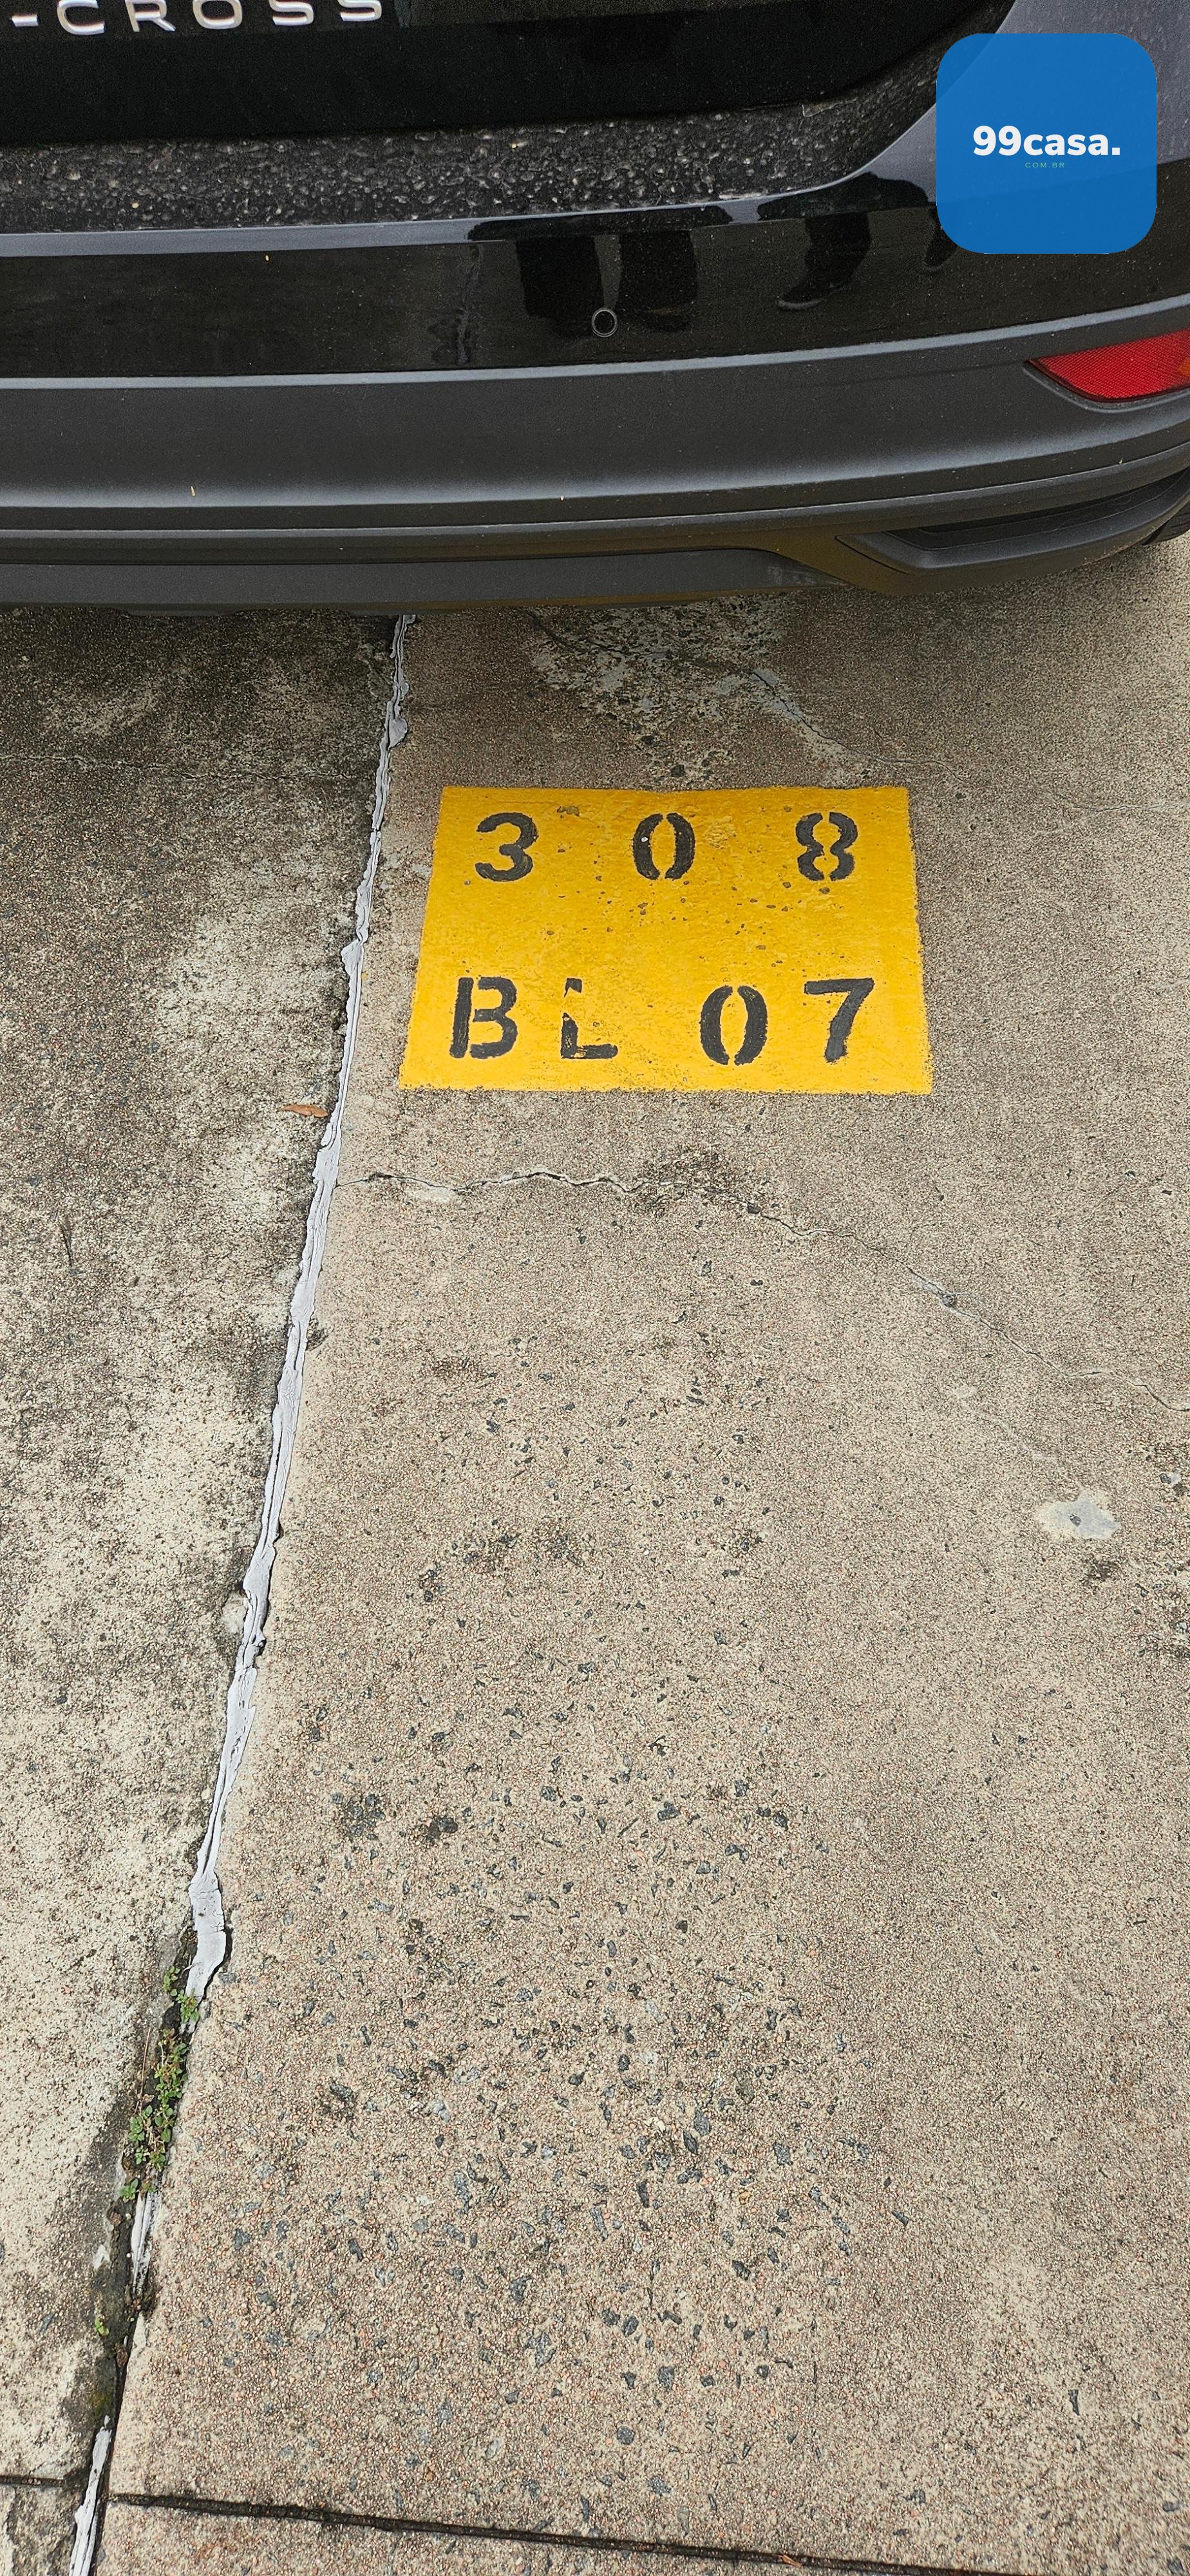 -CROSS
99casa.
COM.BR
3 0 8
BL 07